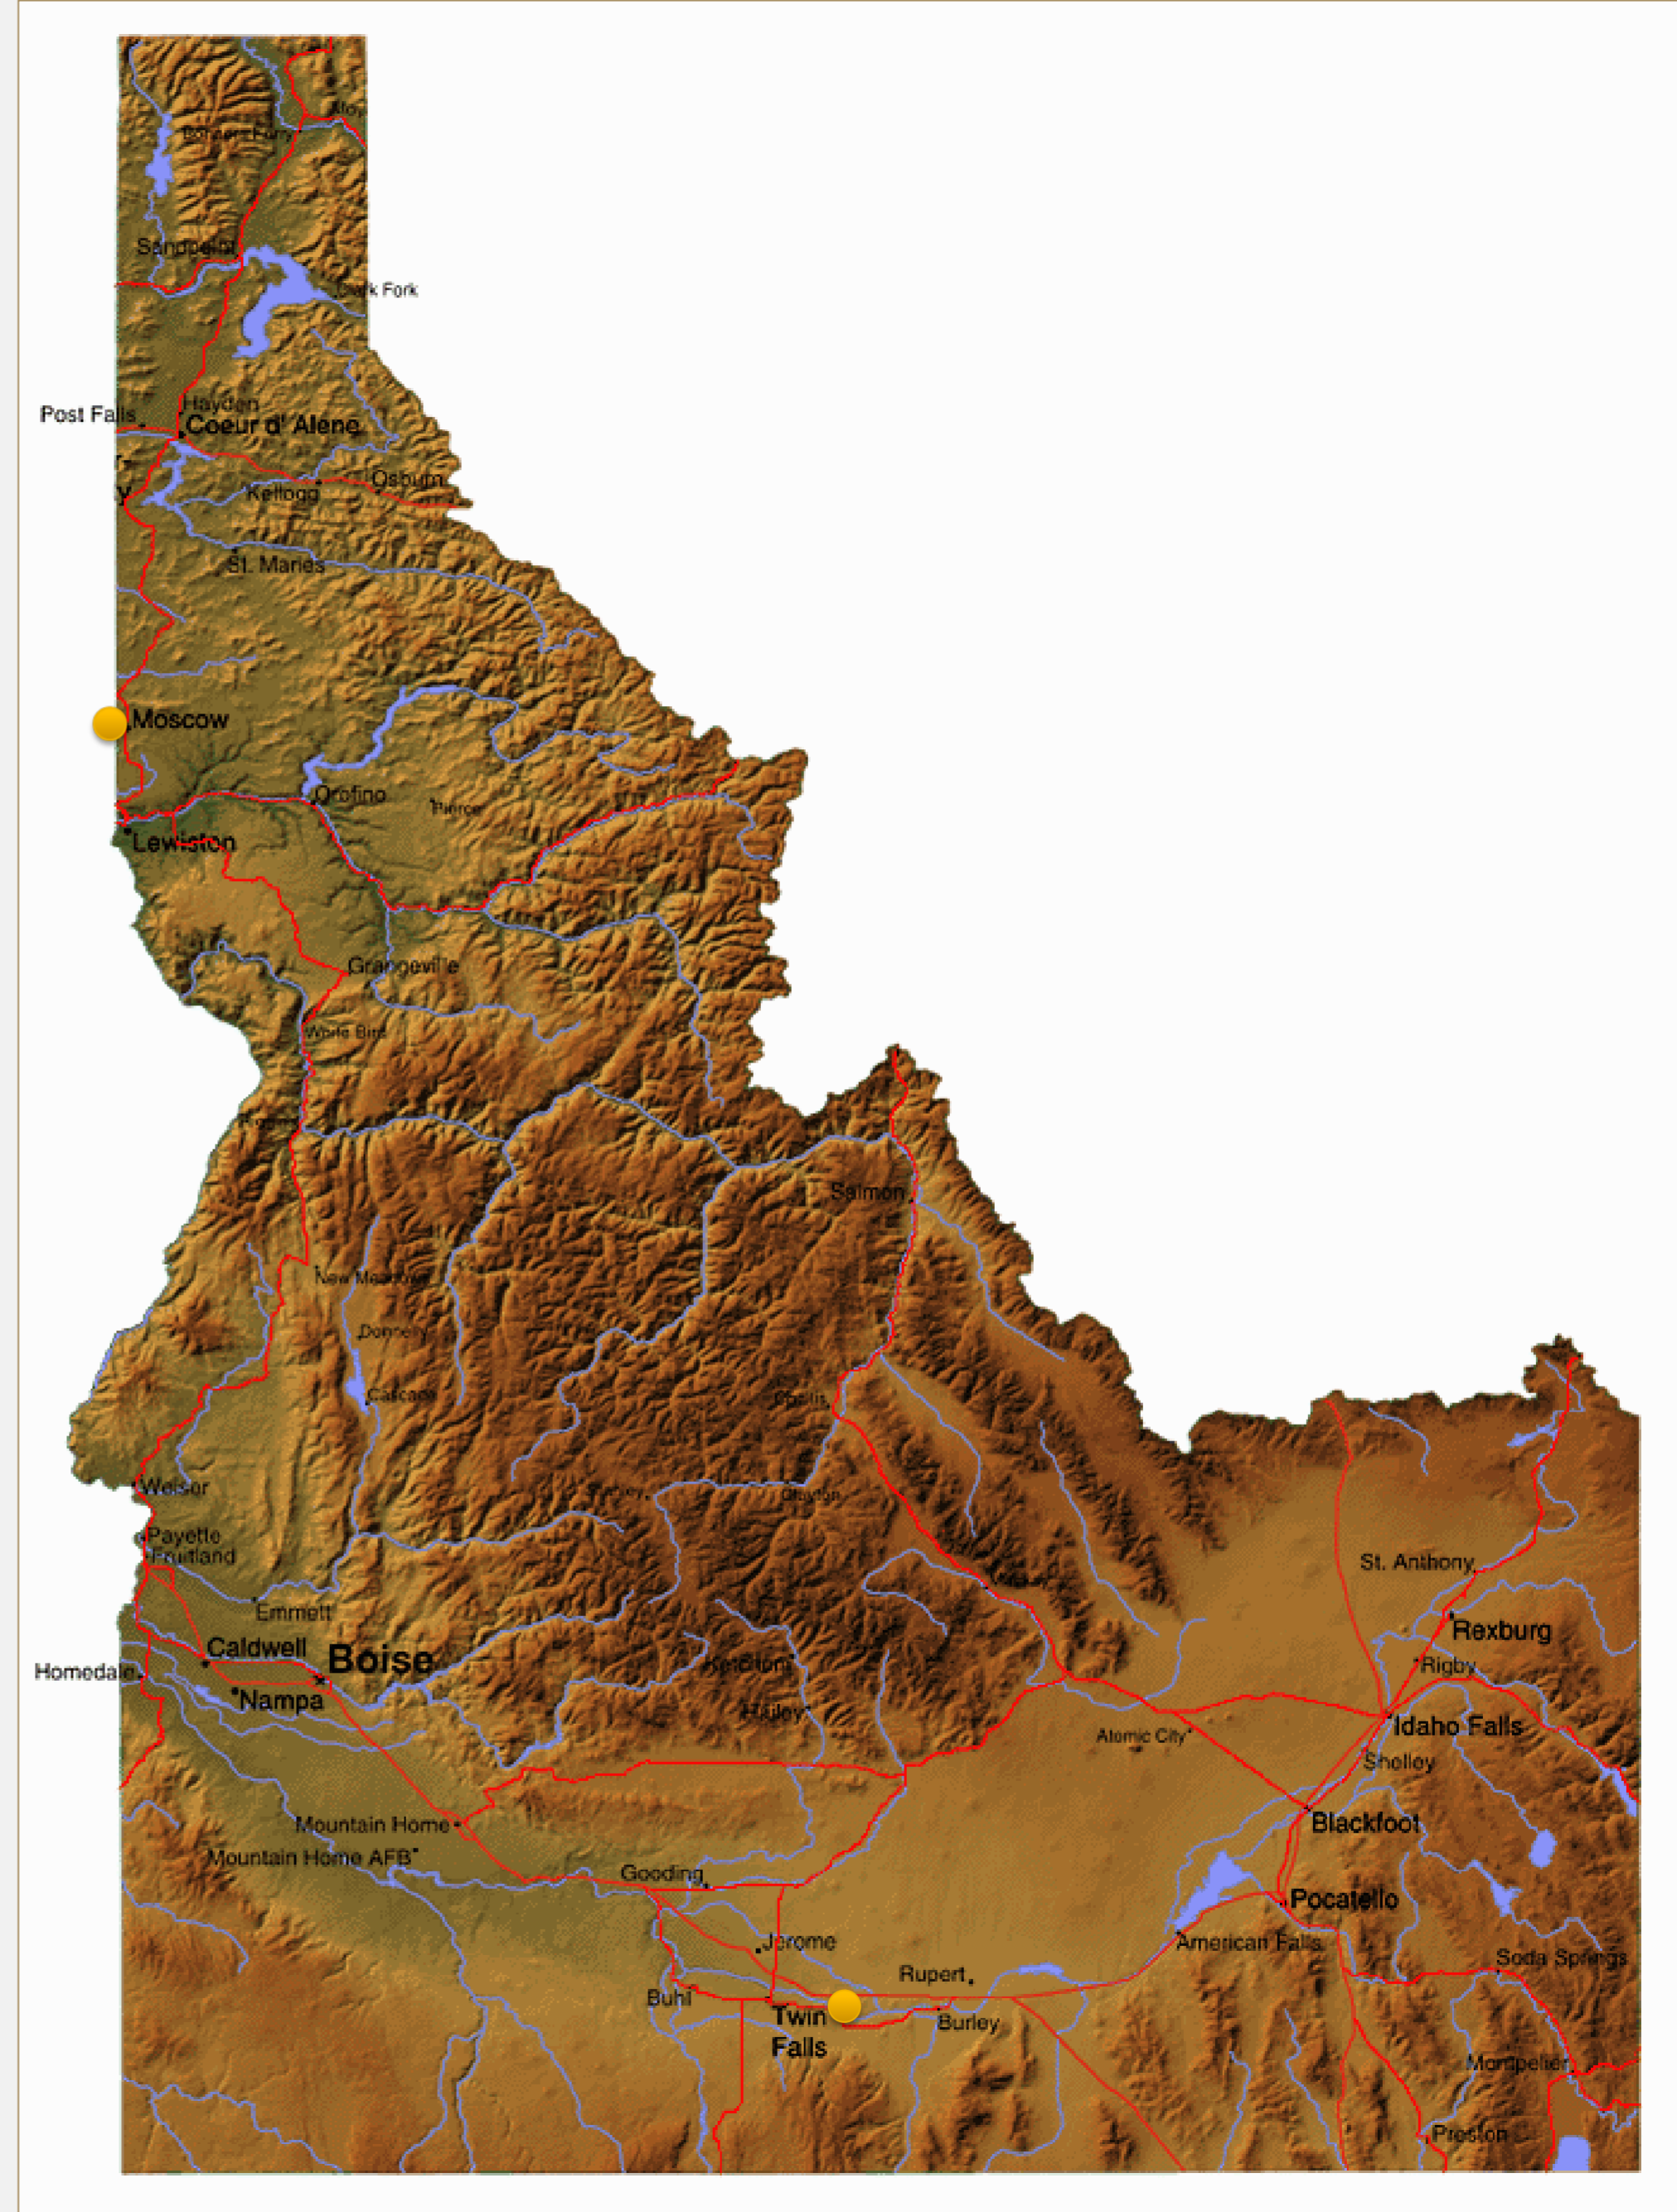 Bonners Ferry
Sandpoint
Clark Fork
Hayden
Post Falls
Coeur d' Alene
y
Osburn
Kellogg
St. Maries
Moscow
Orofino
Pierce
Lewiston
Grangeville
White Bird
Salmon
New Meadows
Donnelly
Cascade
Weiser
Clayton
Payette
Fruitland
St. Anthony
Emmett
Rexburg
Caldwell
Boise
Homedale
Ketchum
Rigby
Nampa
Hailey
Idaho Falls
Atomic City
Shelley
Mountain Home
Blackfoot
Mountain Home AFB
Gooding
Pocatello
Jerome
American Falls
Soda Springs
Rupert
Buhl
Twin
Falls
Burley
Montpelier
Preston